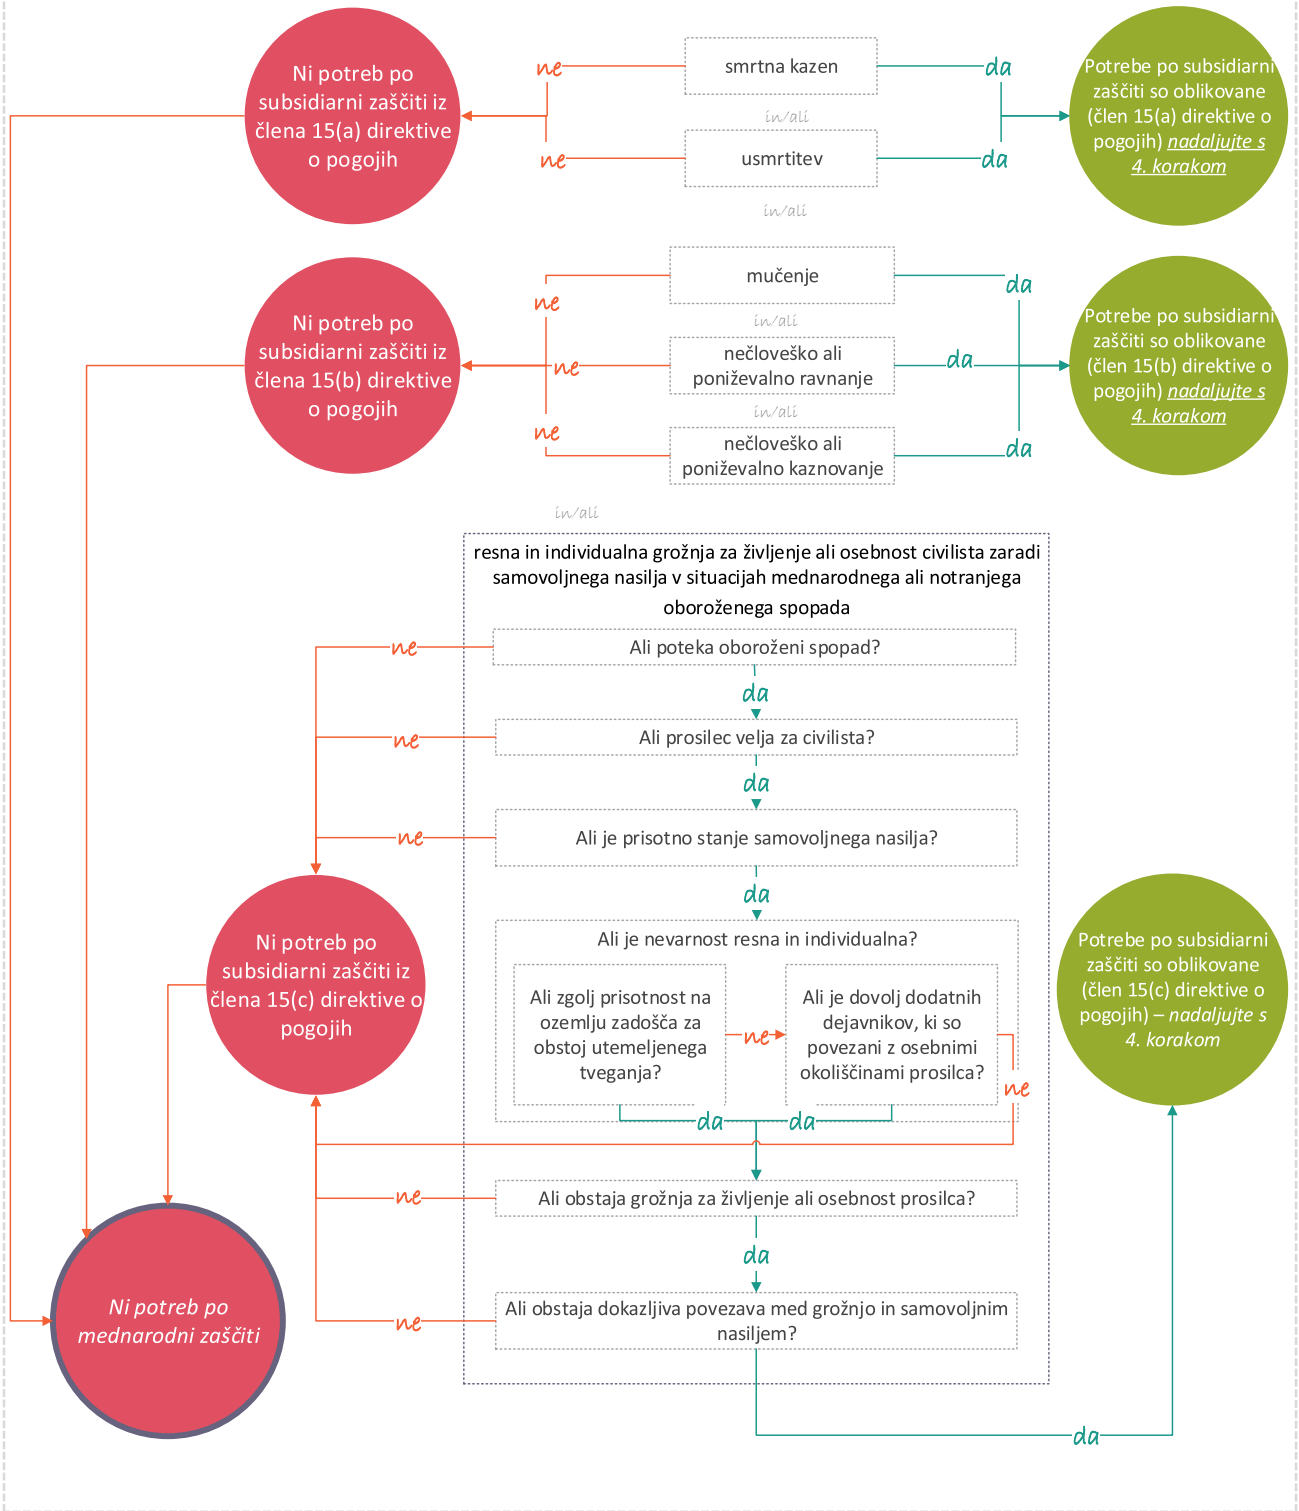 Ni potreb po
subsidiarni zaščiti iz
člena 15(a) direktive
o pogojih
ne
ne
smrtna kazen
in/ali
usmrtitev
da
da
Potrebe po subsidiarni
zaščiti so oblikovane
(člen 15(a) direktive o
pogojih) nadaljujte s
4. korakom
in/ali
Ni potreb po
subsidiarni zaščiti iz
člena 15(b) direktive
o pogojih
ne
ne
ne
mučenje
in/ali
nečloveško ali
poniževalno ravnanje
in/ali
nečloveško ali
poniževalno kaznovanje
da
da
da
Potrebe po subsidiarni
zaščiti so oblikovane
(člen 15(b) direktive o
pogojih) nadaljujte s
4. korakom
in/ali
resna in individualna grožnja za življenje ali osebnost civilista zaradi
samovoljnega nasilja v situacijah mednarodnega ali notranjega
oboroženega spopada
ne
Ali poteka oboroženi spopad?
da
ne
Ali prosilec velja za civilista?
da
ne
Ali je prisotno stanje samovoljnega nasilja?
da
Ali je nevarnost resna in individualna?
Ali zgolj prisotnost na
ozemlju zadošča za
obstoj utemeljenega
tveganja?
ne
Ali je dovolj dodatnih
dejavnikov, ki so
povezani z osebnimi
okoliščinami prosilca?
ne
da
da
Ni potreb po
subsidiarni zaščiti iz
člena 15(c) direktive o
pogojih
Potrebe po subsidiarni
zaščiti so oblikovane
(člen 15(c) direktive o
pogojih) – nadaljujte s
4. korakom
ne
Ali obstaja grožnja za življenje ali osebnost prosilca?
da
ne
Ali obstaja dokazljiva povezava med grožnjo in samovoljnim
nasiljem?
da
Ni potreb po
mednarodni zaščiti